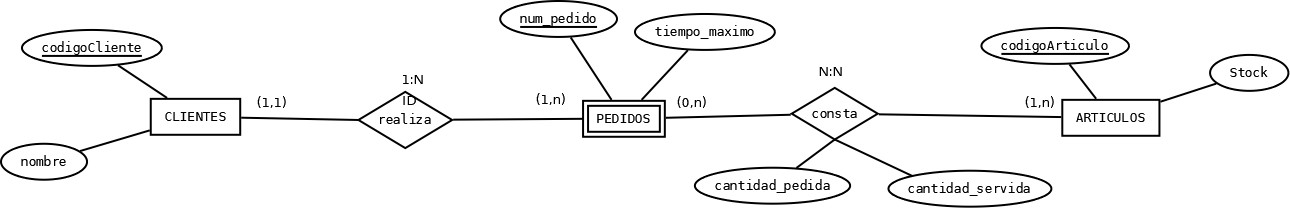 num_pedido
tiempo_maximo
codigoCliente
codigoArticulo
Stock
1:N
N:N
ID
(1,1)
(1,n)
(0,n)
(1,n)
CLIENTES
realiza
PEDIDOS
consta
ARTICULOS
nombre
cantidad_pedida
cantidad_servida